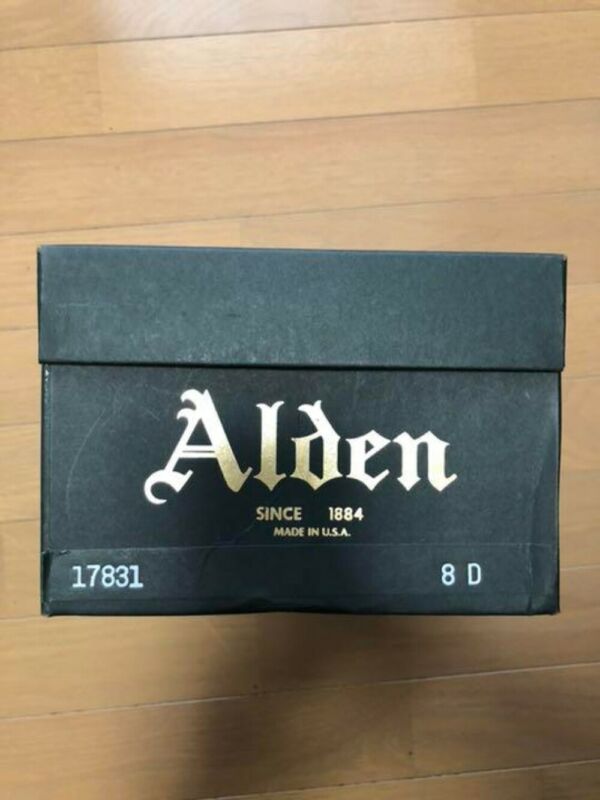 Alden
SINCE 1884
MADE IN U.S.A.
17831 8 D